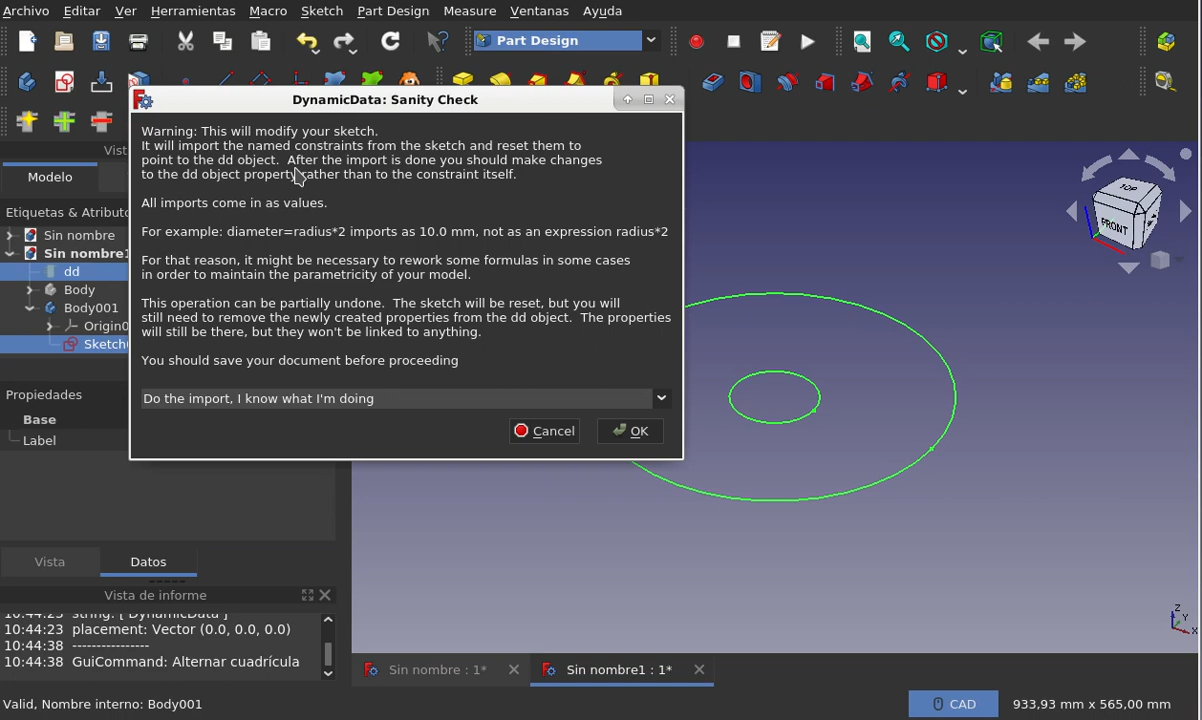 Archivo Editar Ver Herramientas Macro Sketch Part Design Measure Ventanas Ayuda
Part Design
DynamicData: Sanity Check
Warning: This will modify your sketch.
It will import the named constraints from the sketch and reset them to
point to the dd object. After the import is done you should make changes
to the dd object property rather than to the constraint itself.
All imports come in as values.
For example: diameter=radius*2 imports as 10.0 mm, not as an expression radius*2
For that reason, it might be necessary to rework some formulas in some cases
in order to maintain the parametricity of your model.
This operation can be partially undone. The sketch will be reset, but you will
still need to remove the newly created properties from the dd object. The properties
will still be there, but they won't be linked to anything.
You should save your document before proceeding
Do the import, I know what I'm doing
Cancel OK
Vist
Modelo
Etiquetas & Atributo
Sin nombre
Sin nombre1
dd
Body
Body001
Origin0
Sketch
Propiedades
Base
Label
Vista Datos
Vista de informe
10:44:23 string: [ DynamicData ]
10:44:23 placement: Vector (0.0, 0.0, 0.0)
10:44:38 ----------------
10:44:38 GuiCommand: Alternar cuadrícula
TOP
FRONT
Z
Y
X
Sin nombre : 1*
Sin nombre1 : 1*
Valid, Nombre interno: Body001
CAD
933,93 mm x 565,00 mm